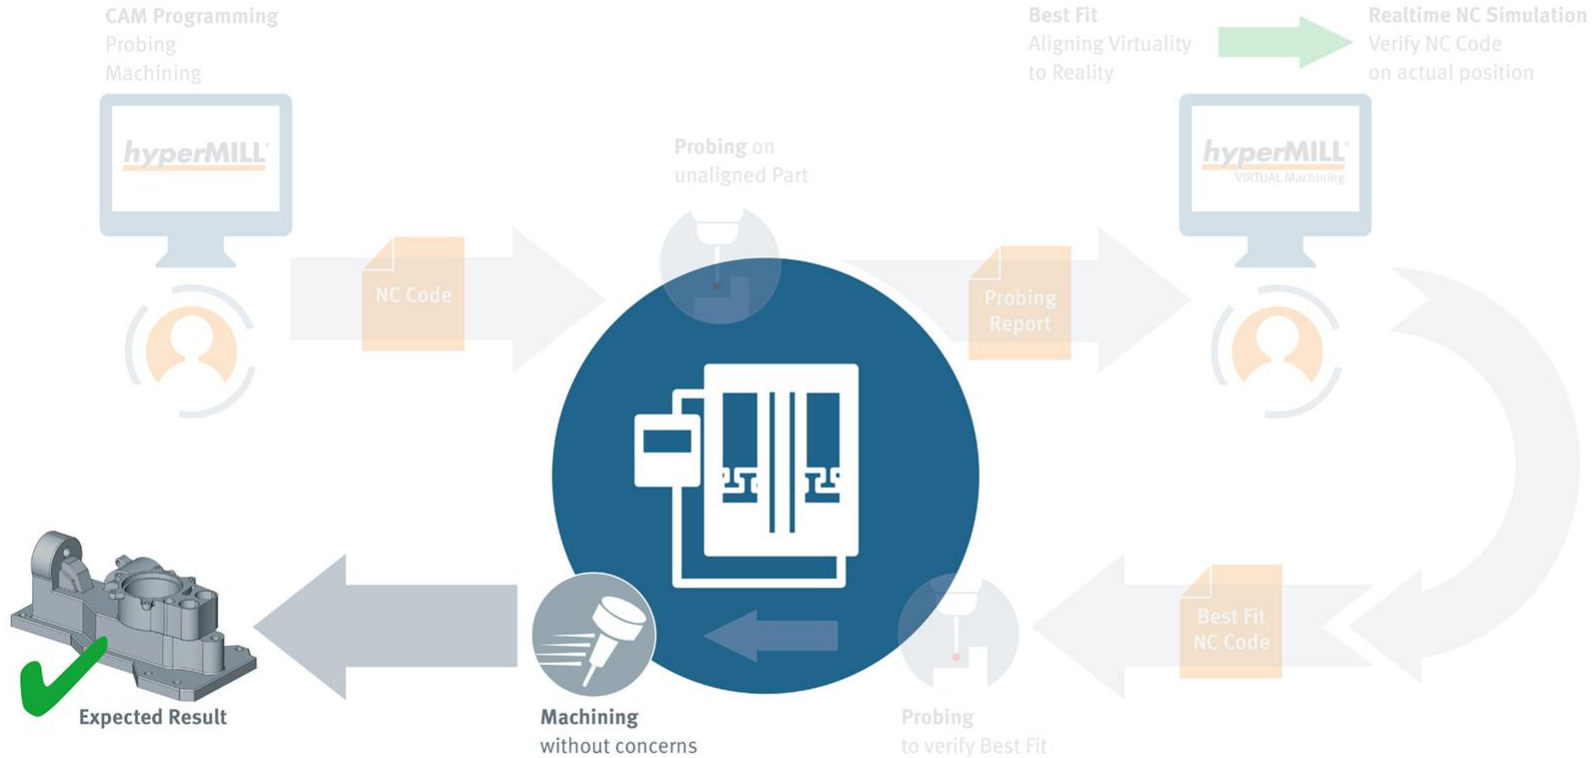 CAM Programming
Probing
Machining
hyperMILL®
Best Fit
Aligning Virtuality
to Reality
Realtime NC Simulation
Verify NC Code
on actual position
hyperMILL®
VIRTUAL Machining
Probing on
unaligned Part
NC Code
Probing
Report
Best Fit
NC Code
Probing
to verify Best Fit
Machining
without concerns
Expected Result